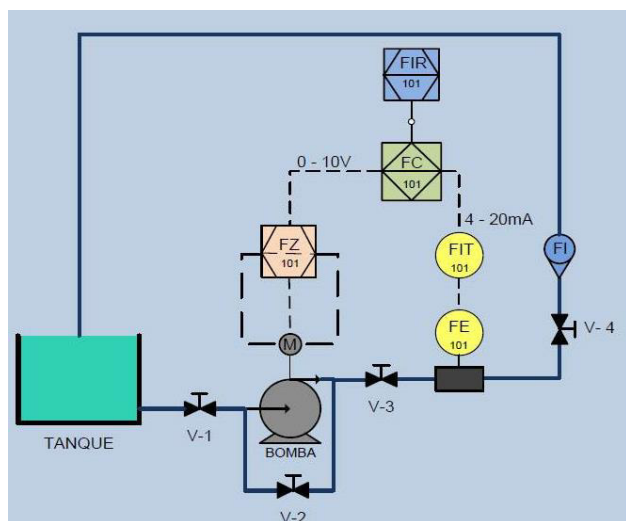 FIR
101
0 - 10V
FC
101
4 - 20mA
FZ
101
FIT
101
FI
FE
101
M
V- 4
V-1
V-3
TANQUE
BOMBA
V-2